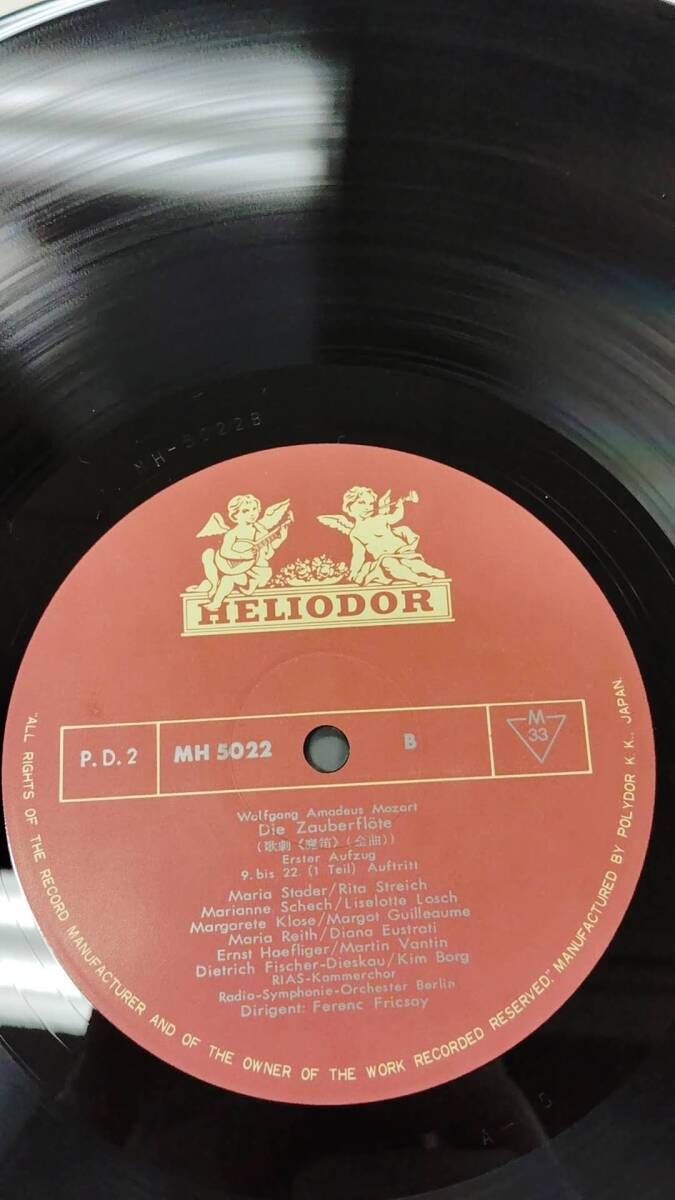 MH-5022B
HELIODOR
P.D.2
MH 5022
B
M
33
Wolfgang Amadeus Mozart
Die Zauberflöte
(歌劇《魔笛》(全曲))
Erster Aufzug
9. bis 22 (1 Teil) Auftritt
Maria Stader/Rita Streich
Marianne Schech/Liselotte Losch
Margarete Klose/Margot Guilleaume
Maria Reith/Diana Eustrati
Ernst Haefliger/Martin Vantin
Dietrich Fischer-Dieskau/Kim Borg
RIAS-Kammerchor
Radio-Symphonie-Orchester Berlin
Dirigent: Ferenc Fricsay
"ALL RIGHTS OF THE RECORD MANUFACTURER AND OF THE OWNER OF THE WORK RECORDED RESERVED," MANUFACTURED BY POLYDOR K. K., JAPAN.